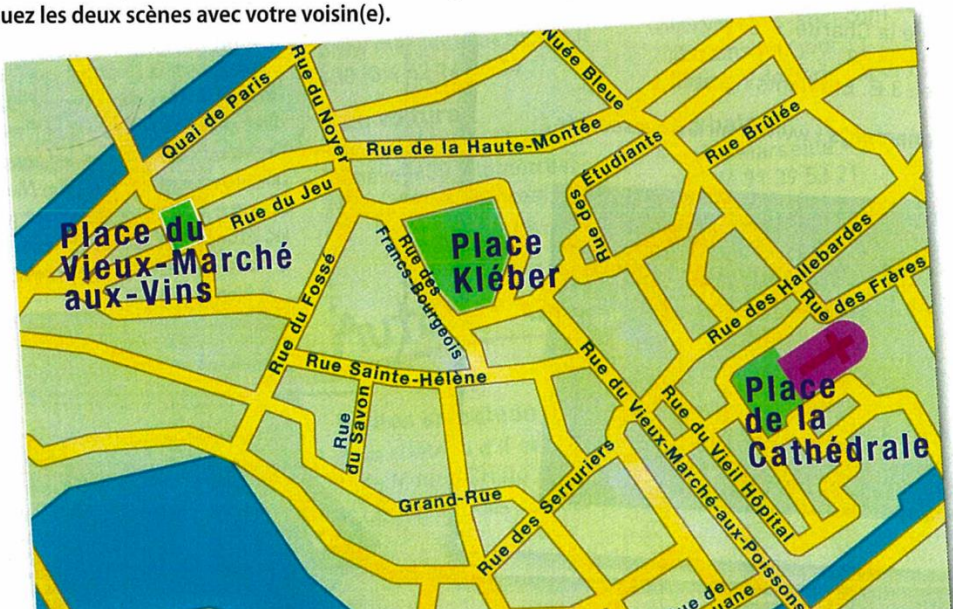 uez les deux scènes avec votre voisin(e).
Nuée Bleue
Rue du Noyer
Quai de Paris
Rue Brûlée
Rue de la Haute-Montée
Étudiants
Rue des
Rue du Jeu
Place du
Vieux-Marché
aux-Vins
Place
Kléber
Rue des
Francs-Bourgeois
Rue des Hallebardes
Rue des Frères
Rue du Fossé
Rue Sainte-Hélène
Rue
du Savon
Rue du Vieux-Marché-aux-Poissons
Rue du Vieil Hôpital
Place
de la
Cathédrale
Grand-Rue
Rue des Serruriers
ue de
uane